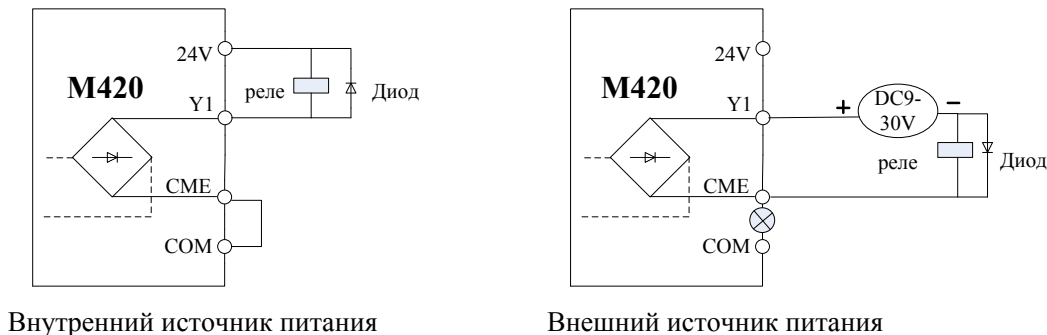 24V
M420
реле
Диод
Y1
CME
COM
Внутренний источник питания
24V
M420
Y1
+
DC9-
30V
−
реле
Диод
CME
COM
Внешний источник питания